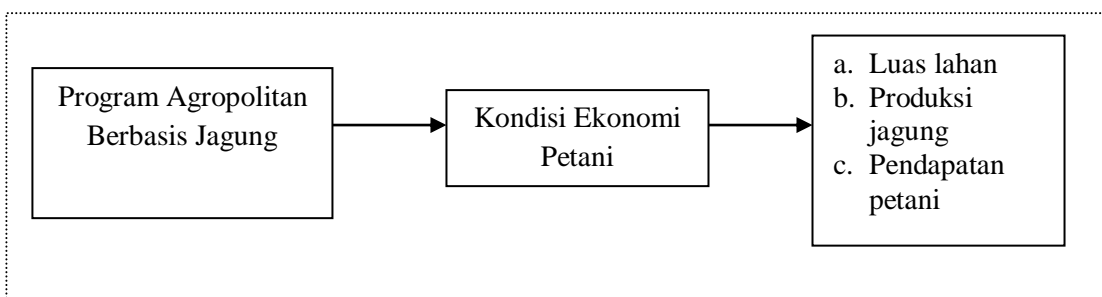 Program Agropolitan
Berbasis Jagung
Kondisi Ekonomi
Petani
a. Luas lahan
b. Produksi
jagung
c. Pendapatan
petani